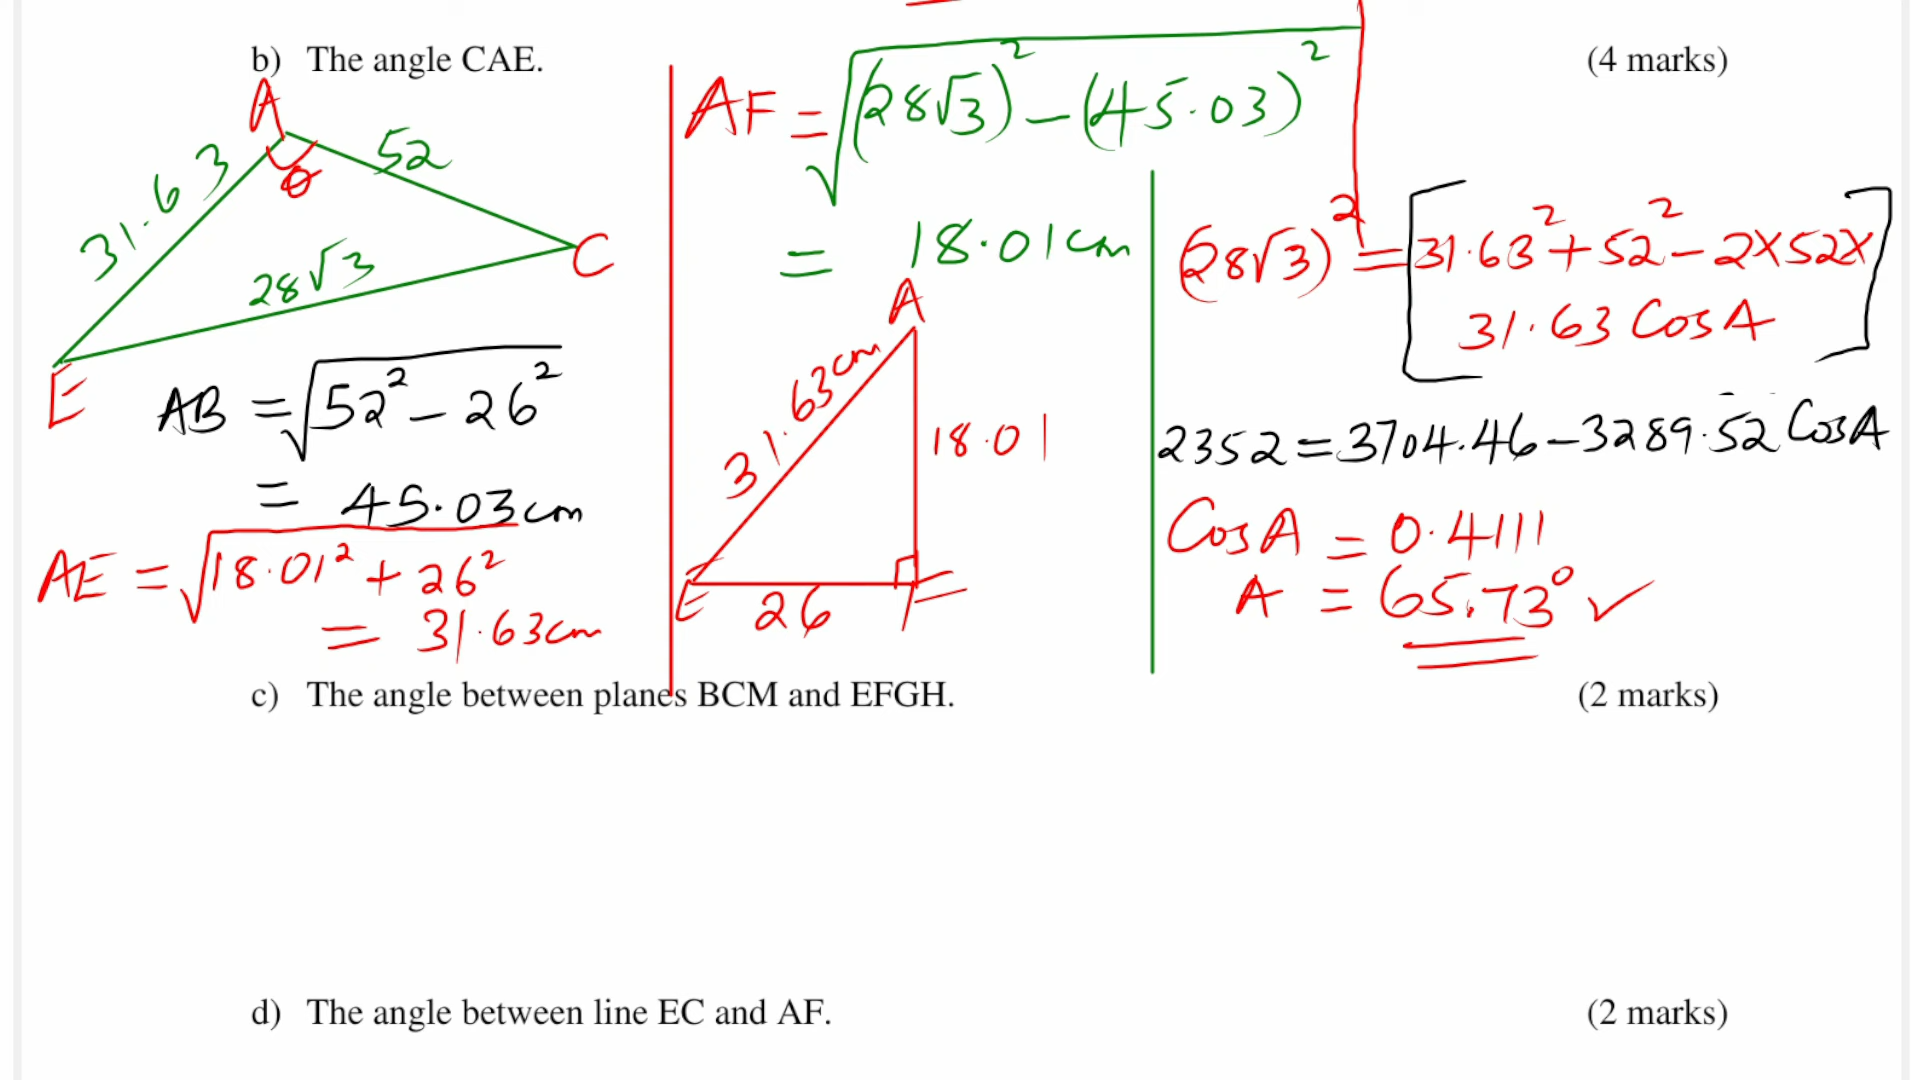 b) The angle CAE. (4 marks)
A
31.63
52
θ
28√3
C
E
AB = √52² - 26²
= 45.03cm
AE = √18.01² + 26²
= 31.63cm
AF = √(28√3)² - (45.03)²
= 18.01cm
A
31.63cm
18.01
E
26
F
(28√3)² = [31.63² + 52² - 2×52×
31.63 CosA]
2352 = 3704.46 - 3289.52 CosA
CosA = 0.4111
A = 65.73° ✓
c) The angle between planes BCM and EFGH. (2 marks)
d) The angle between line EC and AF. (2 marks)